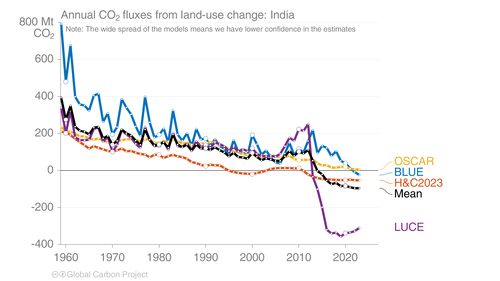 Annual CO₂ fluxes from land-use change: India
800 Mt
CO₂
Note: The wide spread of the models means we have lower confidence in the estimates
600
400
200
0
-200
-400
1960 1970 1980 1990 2000 2010 2020
OSCAR
BLUE
H&C2023
Mean
LUCE
Global Carbon Project